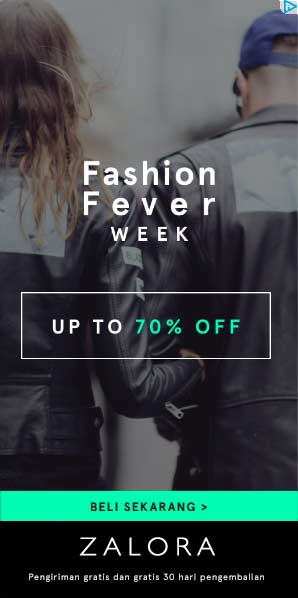 Fashion
Fever
WEEK
UP TO 70% OFF
BELI SEKARANG >
ZALORA
Pengiriman gratis dan gratis 30 hari pengembalian